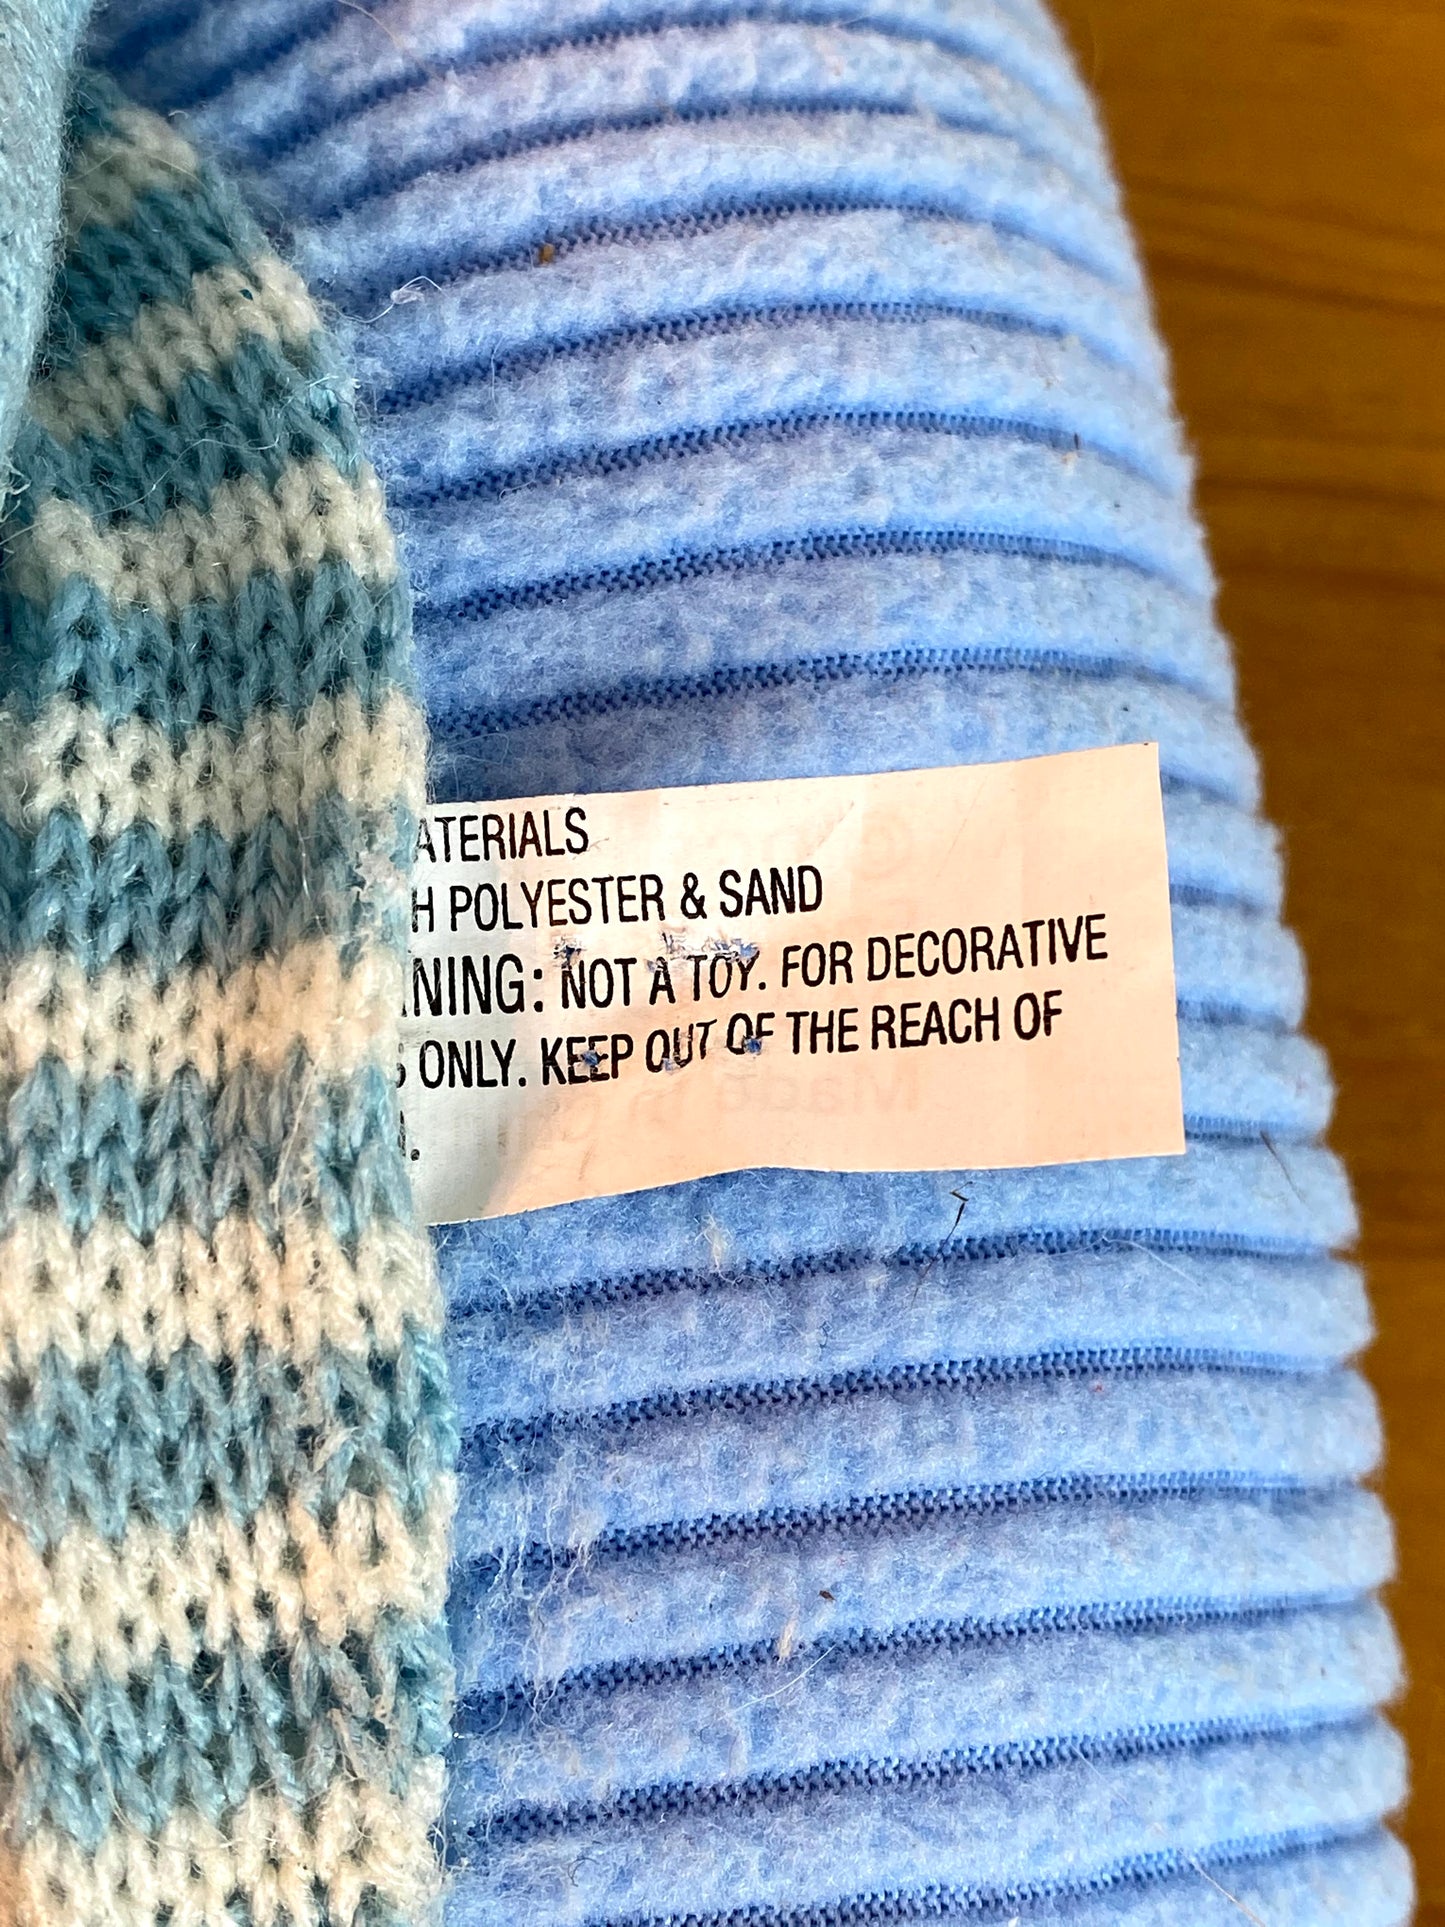 ATERIALS
H POLYESTER & SAND
NING: NOT A TOY. FOR DECORATIVE
S ONLY. KEEP OUT OF THE REACH OF